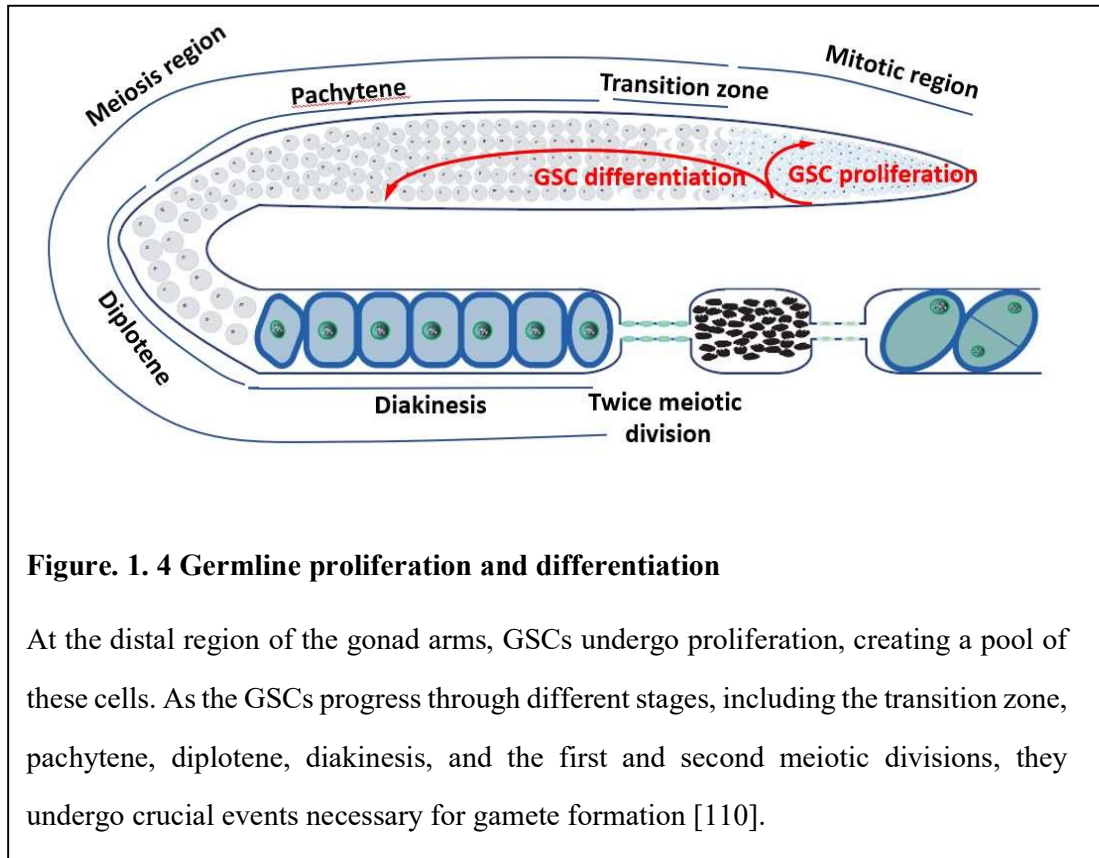 Meiosis region
Pachytene
Transition zone
Mitotic region
GSC differentiation
GSC proliferation
Diplotene
Diakinesis
Twice meiotic
division
Figure. 1. 4 Germline proliferation and differentiation
At the distal region of the gonad arms, GSCs undergo proliferation, creating a pool of
these cells. As the GSCs progress through different stages, including the transition zone,
pachytene, diplotene, diakinesis, and the first and second meiotic divisions, they
undergo crucial events necessary for gamete formation [110].